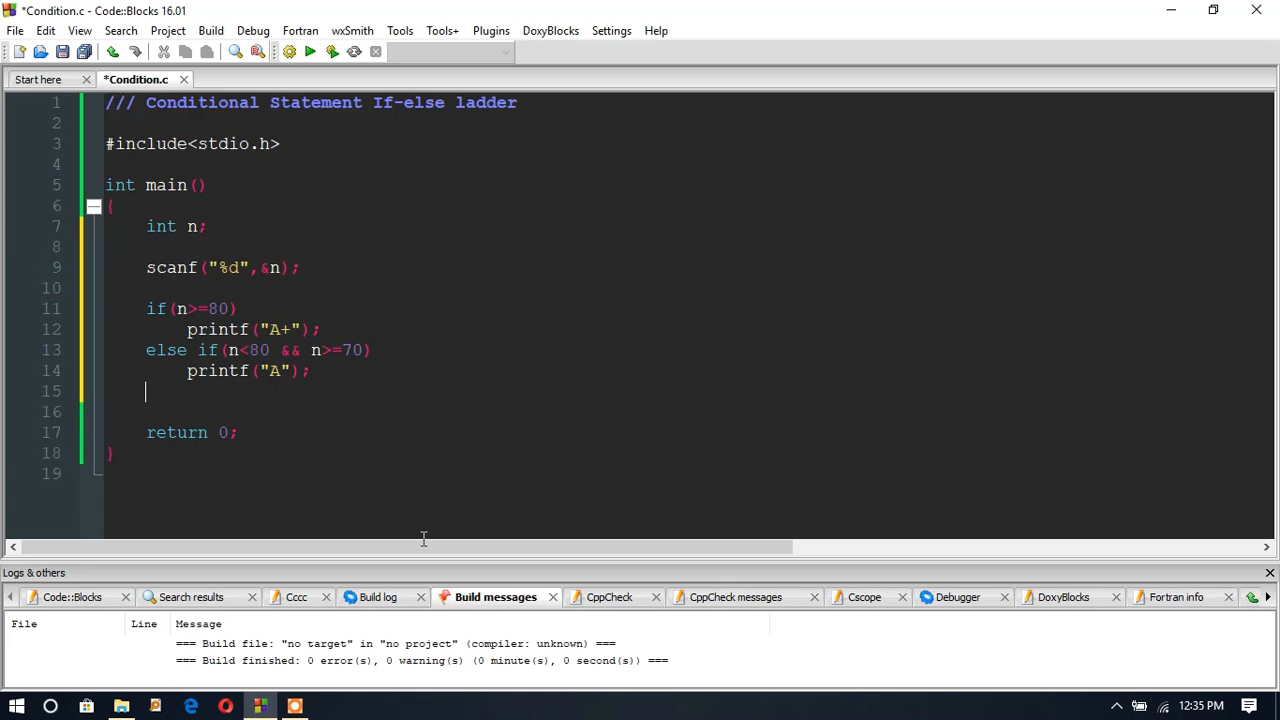 *Condition.c - Code::Blocks 16.01
File Edit View Search Project Build Debug Fortran wxSmith Tools Tools+ Plugins DoxyBlocks Settings Help
Start here *Condition.c
1 /// Conditional Statement If-else ladder
2
3 #include<stdio.h>
4
5 int main()
6 {
7 int n;
8
9 scanf("%d",&n);
10
11 if(n>=80)
12 printf("A+");
13 else if(n<80 && n>=70)
14 printf("A");
15
16
17 return 0;
18 }
19
Logs & others
Code::Blocks Search results Cccc Build log Build messages CppCheck CppCheck messages Cscope Debugger DoxyBlocks Fortran info
File Line Message
=== Build file: "no target" in "no project" (compiler: unknown) ===
=== Build finished: 0 error(s), 0 warning(s) (0 minute(s), 0 second(s)) ===
12:35 PM